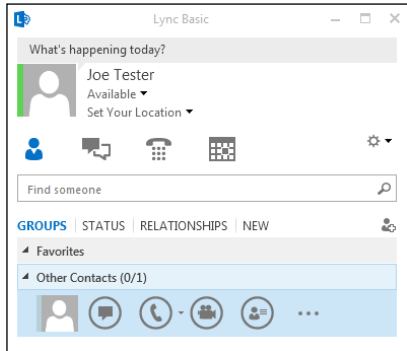 Lync Basic
What's happening today?
Joe Tester
Available
Set Your Location
Find someone
GROUPS STATUS RELATIONSHIPS NEW
Favorites
Other Contacts (0/1)